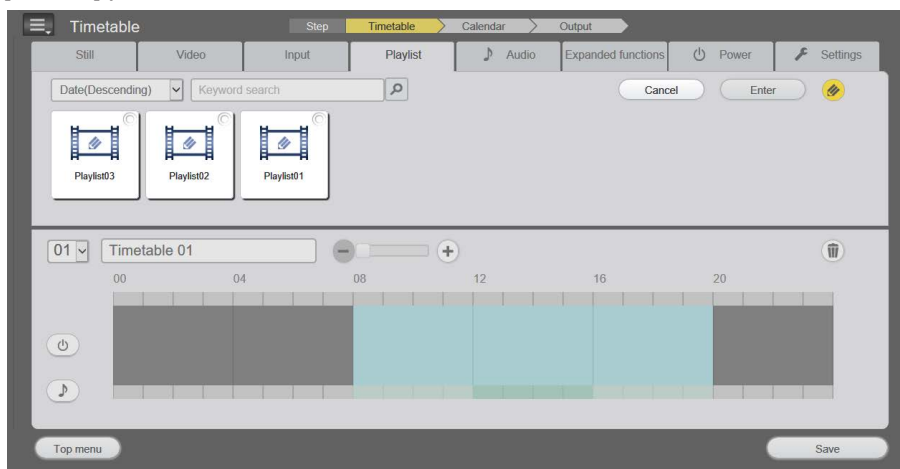 Timetable
Step Timetable Calendar Output
Still Video Input Playlist Audio Expanded functions Power Settings
Date(Descending) Keyword search Cancel Enter
Playlist03 Playlist02 Playlist01
01 Timetable 01
00 04 08 12 16 20
Top menu Save